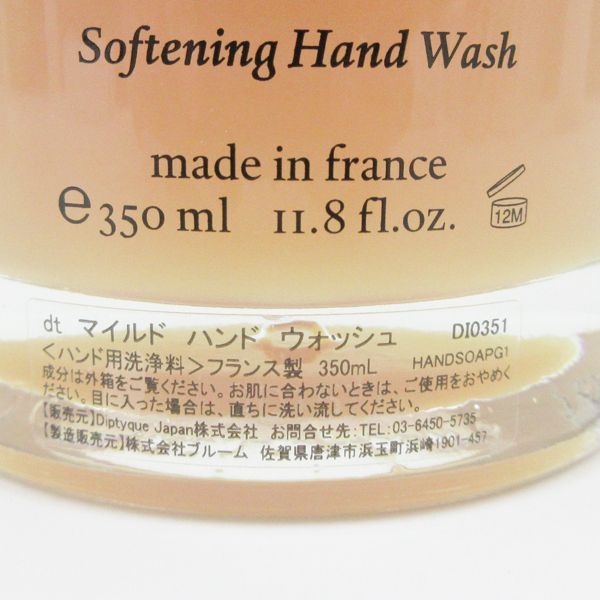 Softening Hand Wash
made in france
℮350 ml 11.8 fl.oz.
12M
dt マイルド ハンド ウォッシュ DI0351
＜ハンド用洗浄料＞フランス製 350mL HANDSOAPG1
成分は外箱をご覧ください。お肌に合わないときは、ご使用をおやめく
ださい。目に入った場合は、直ちに洗い流してください。
【販売元】Diptyque Japan株式会社 お問合せ先:TEL:03-6450-5735
【製造販売元】株式会社ブルーム 佐賀県唐津市浜玉町浜崎1901-457